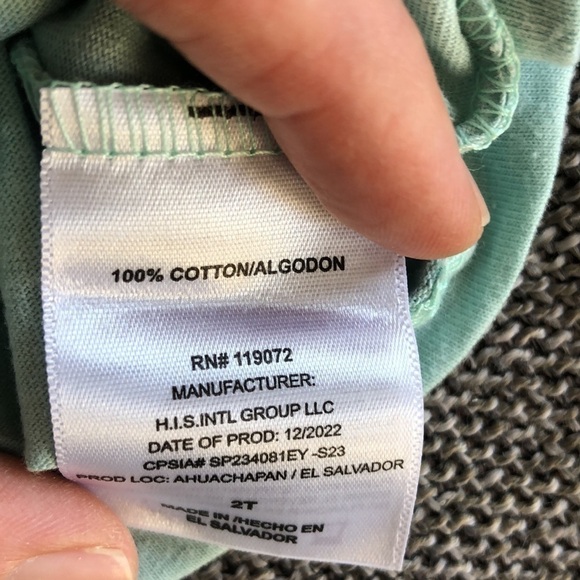 100% COTTON/ALGODON
RN# 119072
MANUFACTURER:
H.I.S.INTL GROUP LLC
DATE OF PROD: 12/2022
CPSIA# SP234081EY -S23
PROD LOC: AHUACHAPAN / EL SALVADOR
2T
MADE IN /HECHO EN
EL SALVADOR